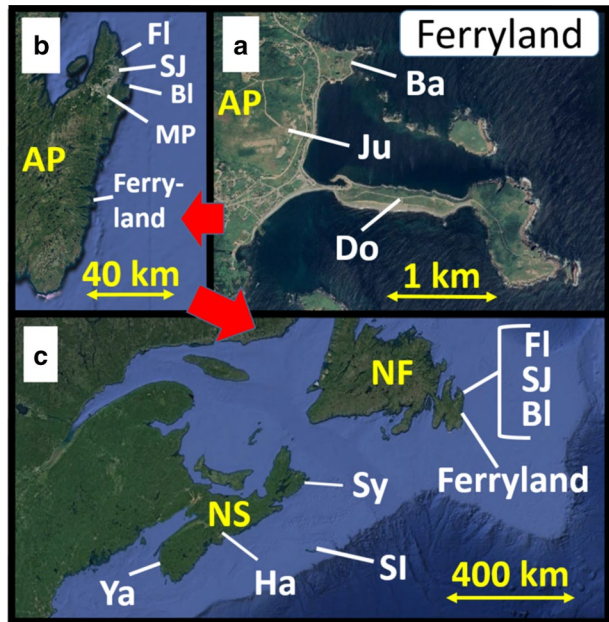 b
Fl
SJ
Bl
MP
AP
Ferry-
land
40 km
a
Ferryland
AP
Ba
Ju
Do
1 km
c
NF
Fl
SJ
Bl
Ferryland
Sy
NS
Ha
SI
Ya
400 km